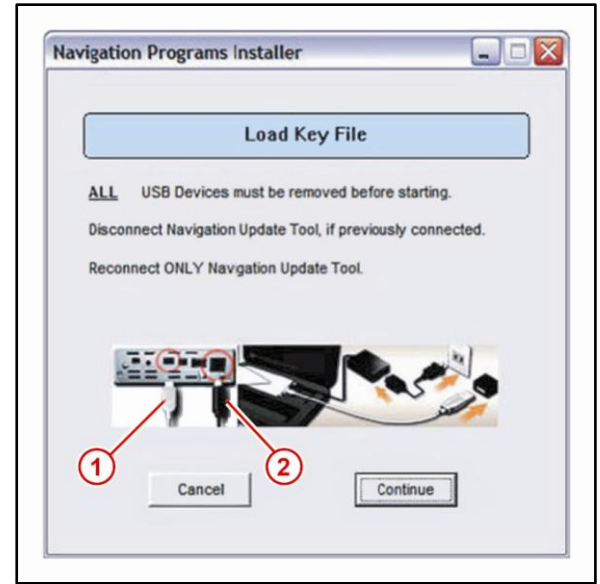 Navigation Programs Installer
Load Key File
ALL USB Devices must be removed before starting.
Disconnect Navigation Update Tool, if previously connected.
Reconnect ONLY Navgation Update Tool.
1
2
Cancel
Continue